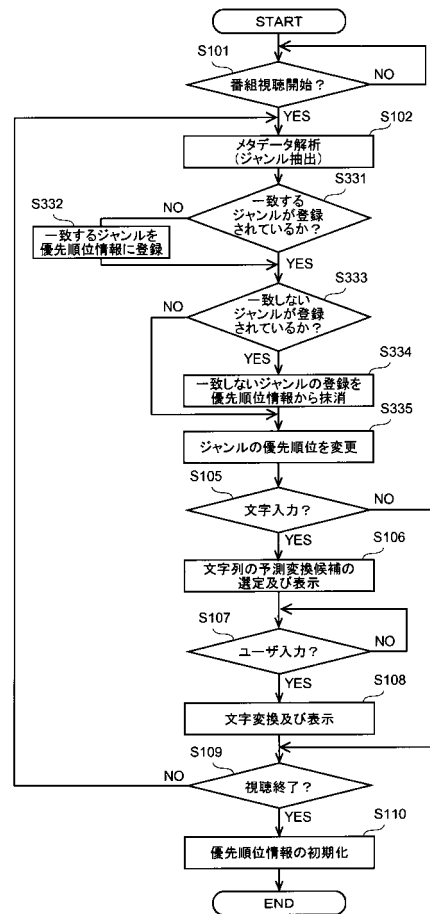 START
S101
番組視聴開始？
NO
YES
S102
メタデータ解析
（ジャンル抽出）
S331
一致する
ジャンルが登録
されているか？
NO
S332
一致するジャンルを
優先順位情報に登録
YES
S333
一致しない
ジャンルが登録
されているか？
NO
YES
S334
一致しないジャンルの登録を
優先順位情報から抹消
S335
ジャンルの優先順位を変更
S105
文字入力？
NO
YES
S106
文字列の予測変換候補の
選定及び表示
S107
ユーザ入力？
NO
YES
S108
文字変換及び表示
S109
視聴終了？
NO
YES
S110
優先順位情報の初期化
END